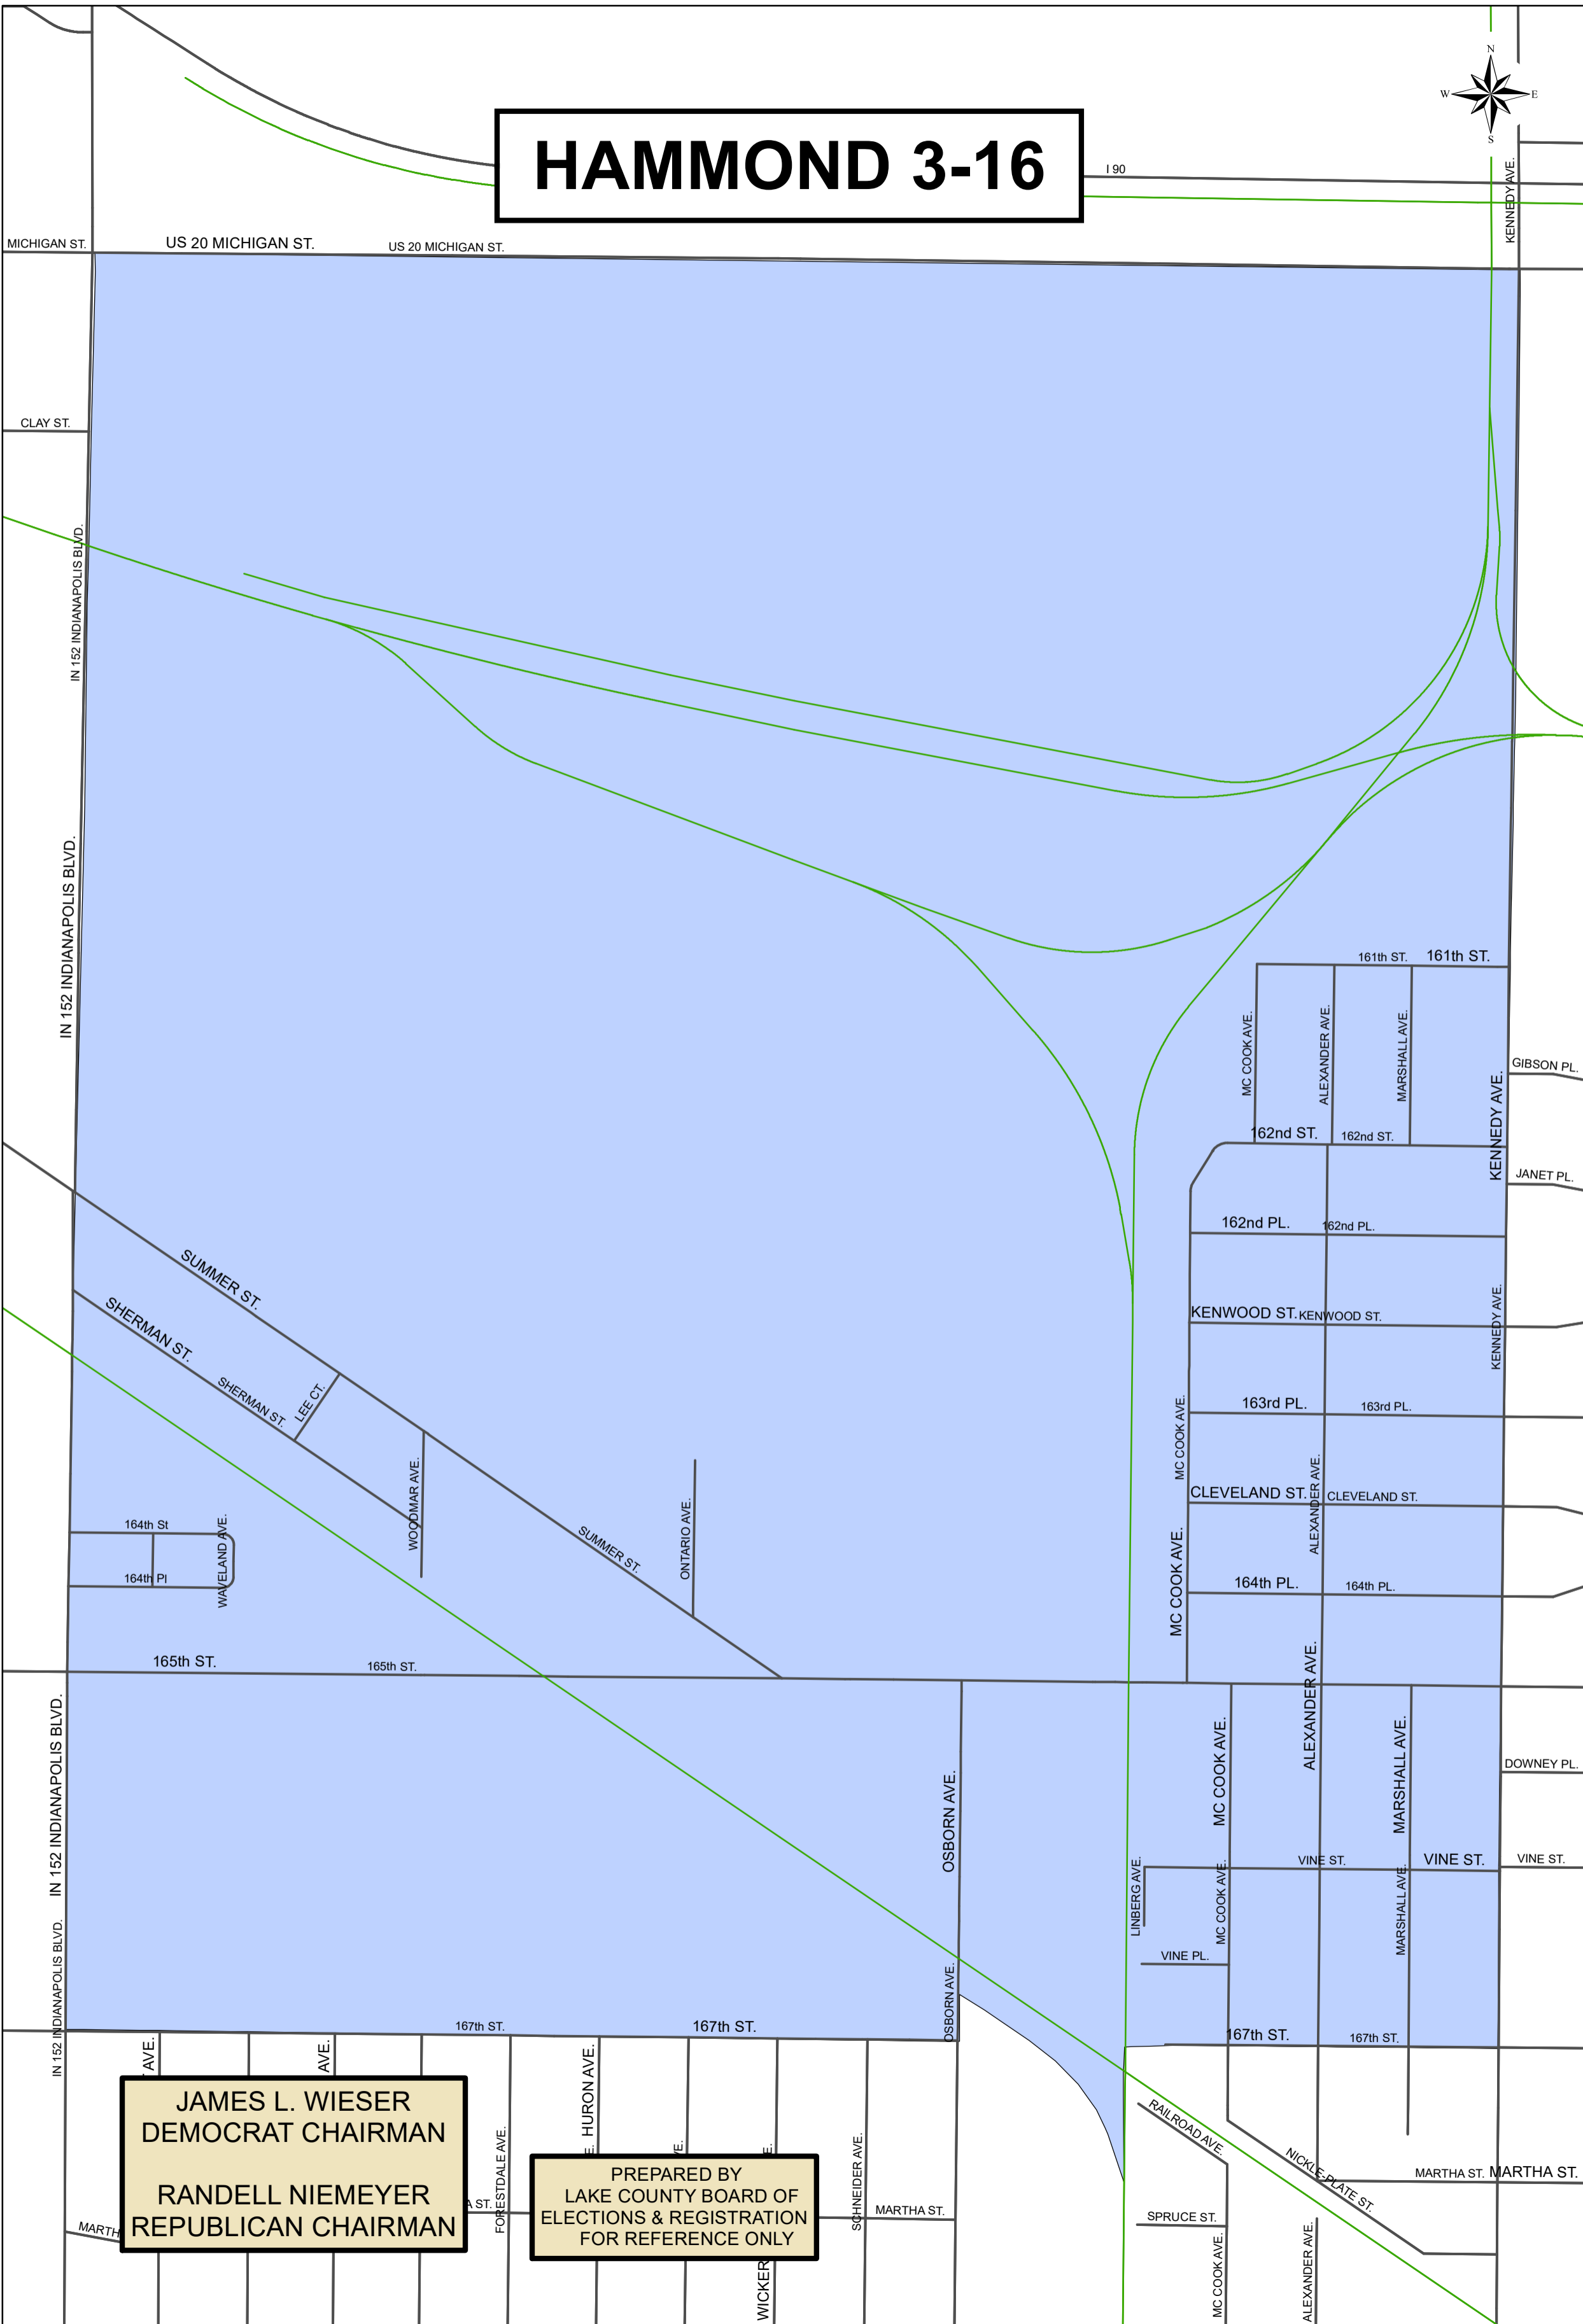 N
W
E
S
HAMMOND 3-16
I 90
KENNEDY AVE.
MICHIGAN ST.
US 20 MICHIGAN ST.
US 20 MICHIGAN ST.
CLAY ST.
IN 152 INDIANAPOLIS BLVD.
IN 152 INDIANAPOLIS BLVD.
161th ST.
161th ST.
MC COOK AVE.
ALEXANDER AVE.
MARSHALL AVE.
GIBSON PL.
KENNEDY AVE.
162nd ST.
162nd ST.
JANET PL.
162nd PL.
162nd PL.
SUMMER ST.
SHERMAN ST.
KENWOOD ST.
KENWOOD ST.
KENNEDY AVE.
SHERMAN ST.
LEE CT.
163rd PL.
163rd PL.
MC COOK AVE.
WOODMAR AVE.
ONTARIO AVE.
ALEXANDER AVE.
CLEVELAND ST.
CLEVELAND ST.
164th St
WAVELAND AVE.
SUMMER ST.
164th Pl
MC COOK AVE.
164th PL.
164th PL.
165th ST.
165th ST.
ALEXANDER AVE.
IN 152 INDIANAPOLIS BLVD.
MC COOK AVE.
MARSHALL AVE.
DOWNEY PL.
OSBORN AVE.
VINE ST.
VINE ST.
VINE ST.
LINBERG AVE.
MC COOK AVE.
MARSHALL AVE.
IN 152 INDIANAPOLIS BLVD.
VINE PL.
OSBORN AVE.
167th ST.
167th ST.
167th ST.
167th ST.
AVE.
AVE.
HURON AVE.
JAMES L. WIESER
DEMOCRAT CHAIRMAN
RANDELL NIEMEYER
REPUBLICAN CHAIRMAN
FORESTDALE AVE.
SCHNEIDER AVE.
RAILROAD AVE.
NICKLE-PLATE ST.
MARTHA ST.
MARTHA ST.
PREPARED BY
LAKE COUNTY BOARD OF
ELECTIONS & REGISTRATION
FOR REFERENCE ONLY
A ST.
MARTHA ST.
SPRUCE ST.
MARTH
WICKER
MC COOK AVE.
ALEXANDER AVE.